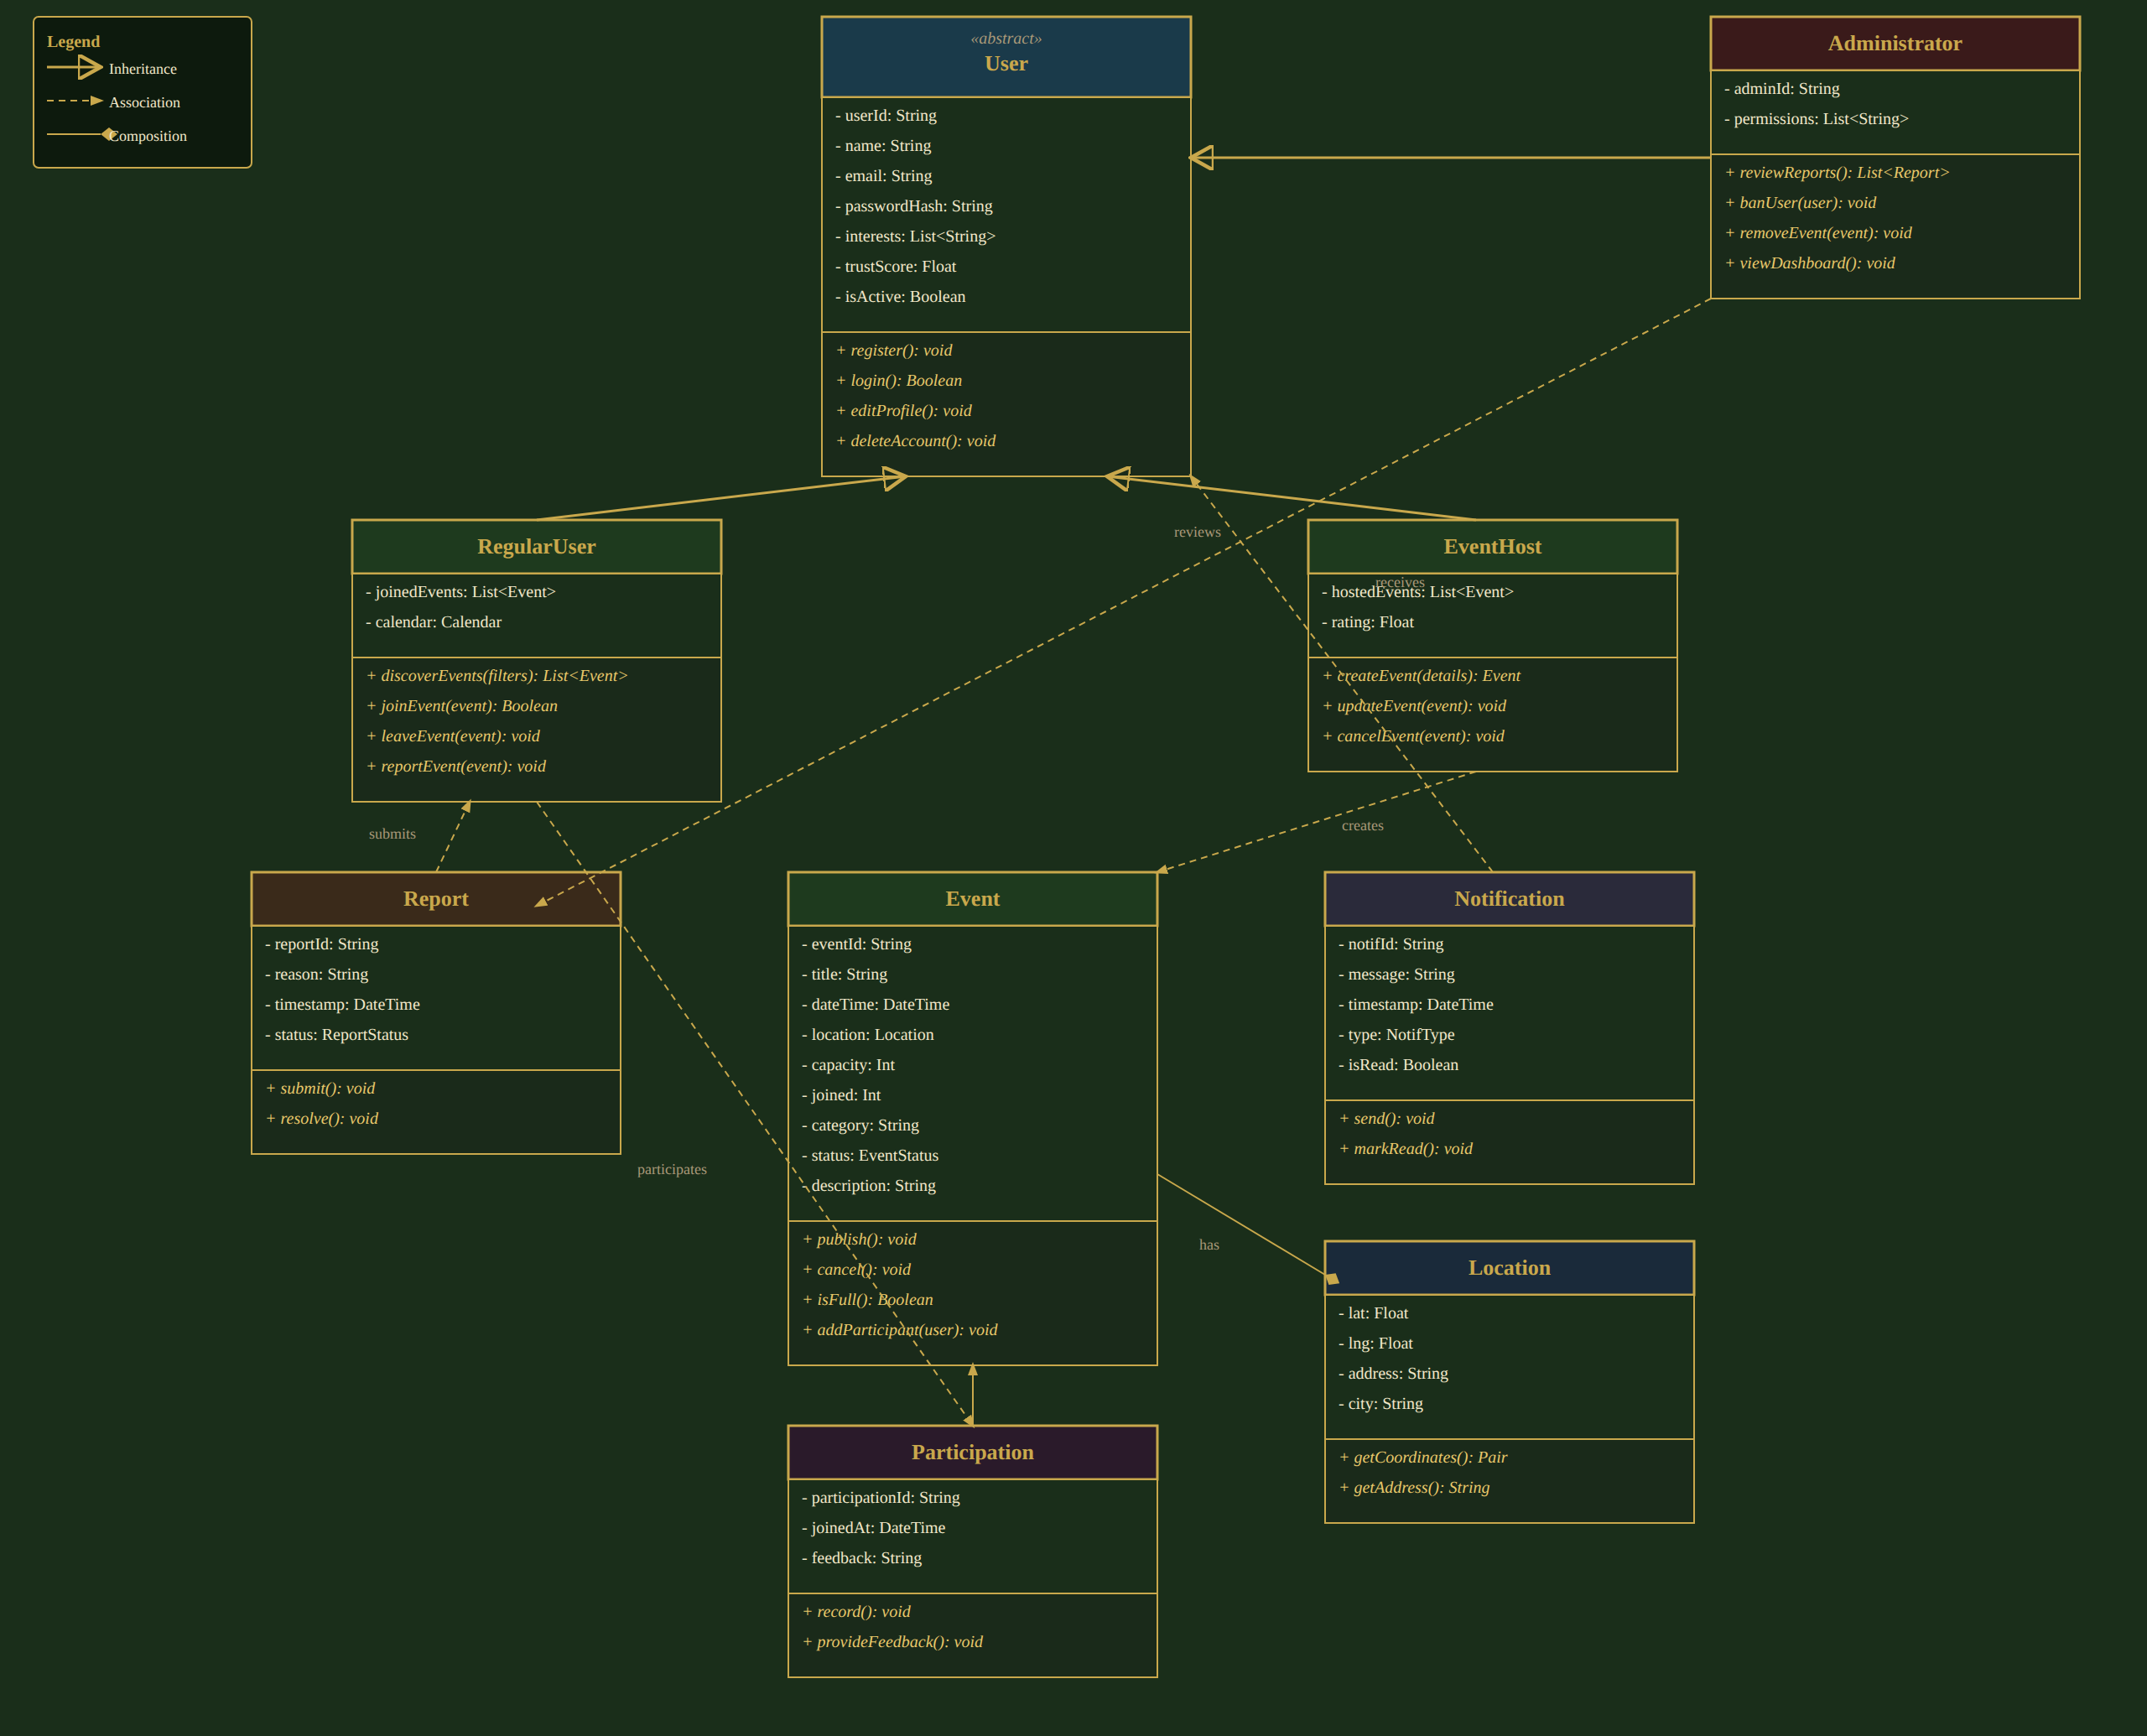 Legend
Inheritance
Association
Composition
«abstract»
User
- userId: String
- name: String
- email: String
- passwordHash: String
- interests: List<String>
- trustScore: Float
- isActive: Boolean
+ register(): void
+ login(): Boolean
+ editProfile(): void
+ deleteAccount(): void
Administrator
- adminId: String
- permissions: List<String>
+ reviewReports(): List<Report>
+ banUser(user): void
+ removeEvent(event): void
+ viewDashboard(): void
RegularUser
- joinedEvents: List<Event>
- calendar: Calendar
+ discoverEvents(filters): List<Event>
+ joinEvent(event): Boolean
+ leaveEvent(event): void
+ reportEvent(event): void
reviews
EventHost
receives
- hostedEvents: List<Event>
- rating: Float
+ createEvent(details): Event
+ updateEvent(event): void
+ cancelEvent(event): void
submits
creates
Report
- reportId: String
- reason: String
- timestamp: DateTime
- status: ReportStatus
+ submit(): void
+ resolve(): void
participates
Event
- eventId: String
- title: String
- dateTime: DateTime
- location: Location
- capacity: Int
- joined: Int
- category: String
- status: EventStatus
- description: String
+ publish(): void
+ cancel(): void
+ isFull(): Boolean
+ addParticipant(user): void
Notification
- notifId: String
- message: String
- timestamp: DateTime
- type: NotifType
- isRead: Boolean
+ send(): void
+ markRead(): void
has
Location
- lat: Float
- lng: Float
- address: String
- city: String
+ getCoordinates(): Pair
+ getAddress(): String
Participation
- participationId: String
- joinedAt: DateTime
- feedback: String
+ record(): void
+ provideFeedback(): void